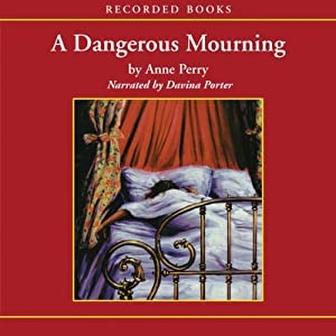 RECORDED BOOKS
A Dangerous Mourning
by Anne Perry
Narrated by Davina Porter